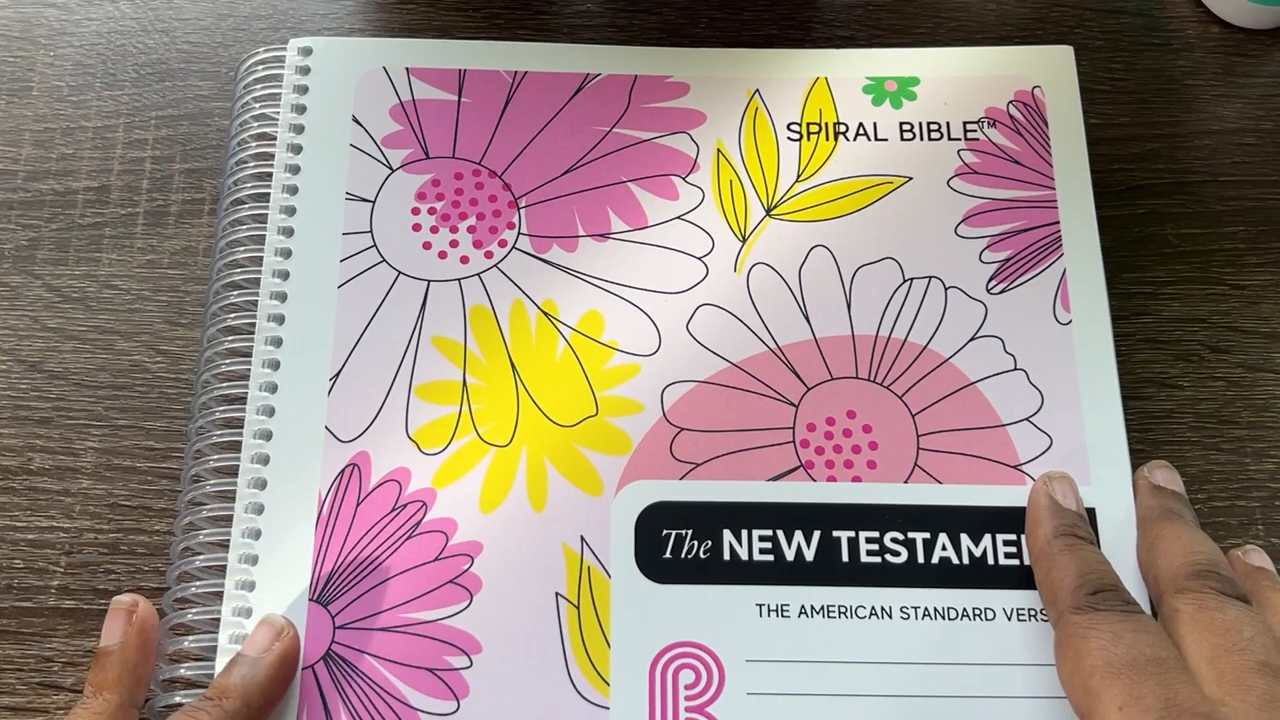 SPIRAL BIBLE™
The NEW TESTAME
THE AMERICAN STANDARD VERS